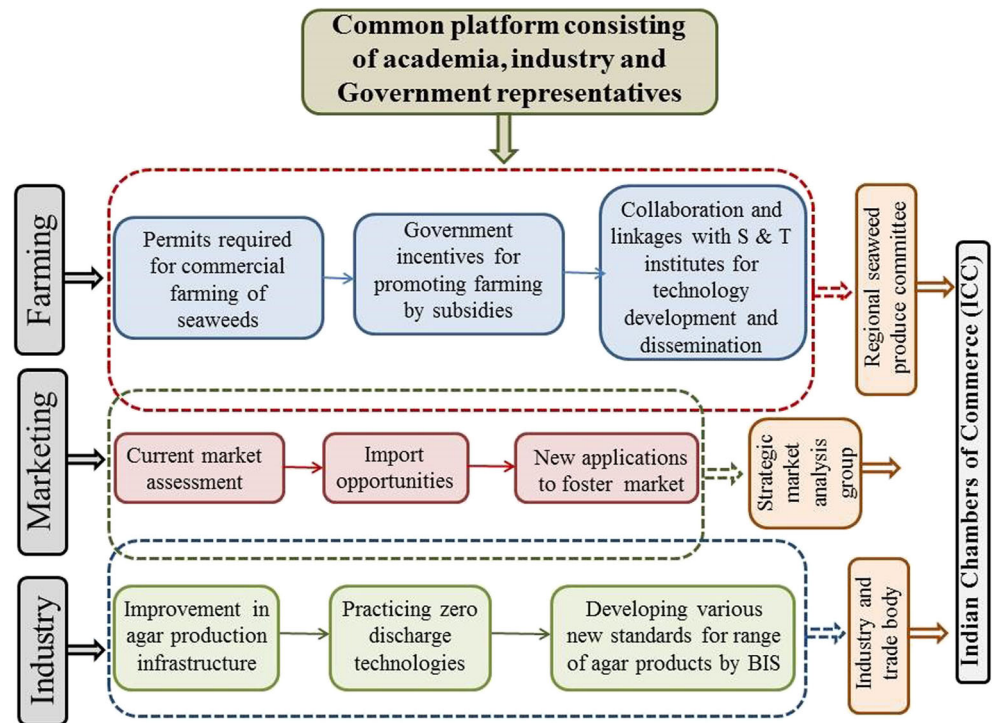 Common platform consisting
of academia, industry and
Government representatives
Farming
Permits required
for commercial
farming of
seaweeds
Government
incentives for
promoting farming
by subsidies
Collaboration and
linkages with S & T
institutes for
technology
development and
dissemination
Regional seaweed
produce committee
Marketing
Current market
assessment
Import
opportunities
New applications
to foster market
Strategic
market
analysis
group
Industry
Improvement in
agar production
infrastructure
Practicing zero
discharge
technologies
Developing various
new standards for range
of agar products by BIS
Industry and
trade body
Indian Chambers of Commerce (ICC)